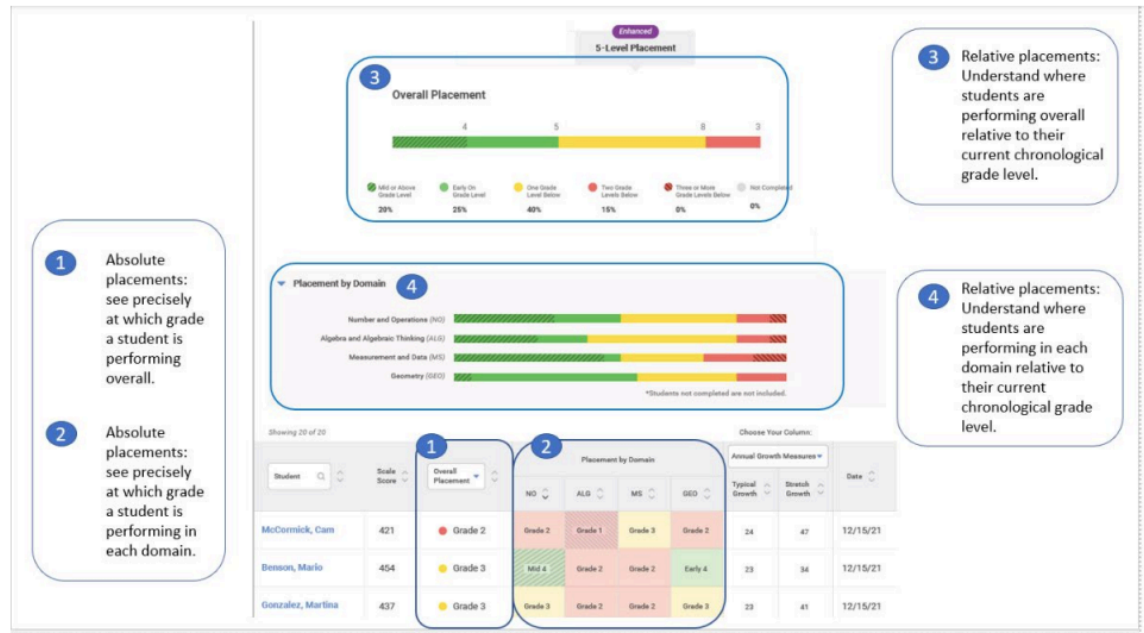 Enhanced
5-Level Placement
3
Overall Placement
4 5 8 3
Mid or Above Grade Level
20%
Early On Grade Level
25%
One Grade Level Below
40%
Two Grade Levels Below
15%
Three or More Grade Levels Below
0%
Not Completed
0%
3
Relative placements:
Understand where
students are
performing overall
relative to their
current chronological
grade level.
1
Absolute
placements:
see precisely
at which grade
a student is
performing
overall.
2
Absolute
placements:
see precisely
at which grade
a student is
performing in
each domain.
Placement by Domain
4
Number and Operations (NO)
Algebra and Algebraic Thinking (ALG)
Measurement and Data (MS)
Geometry (GEO)
*Students not completed are not included.
4
Relative placements:
Understand where
students are
performing in each
domain relative to
their current
chronological grade
level.
Showing 20 of 20
Choose Your Column:
1
2
Student
Scale Score
Overall Placement
Placement by Domain
Annual Growth Measures
Date
NO ALG MS GEO
Typical Growth
Stretch Growth
McCormick, Cam 421 Grade 2 Grade 2 Grade 1 Grade 3 Grade 2 24 47 12/15/21
Benson, Mario 454 Grade 3 Mid 4 Grade 2 Grade 2 Early 4 23 34 12/15/21
Gonzalez, Martina 437 Grade 3 Grade 3 Grade 2 Grade 2 Grade 3 23 41 12/15/21